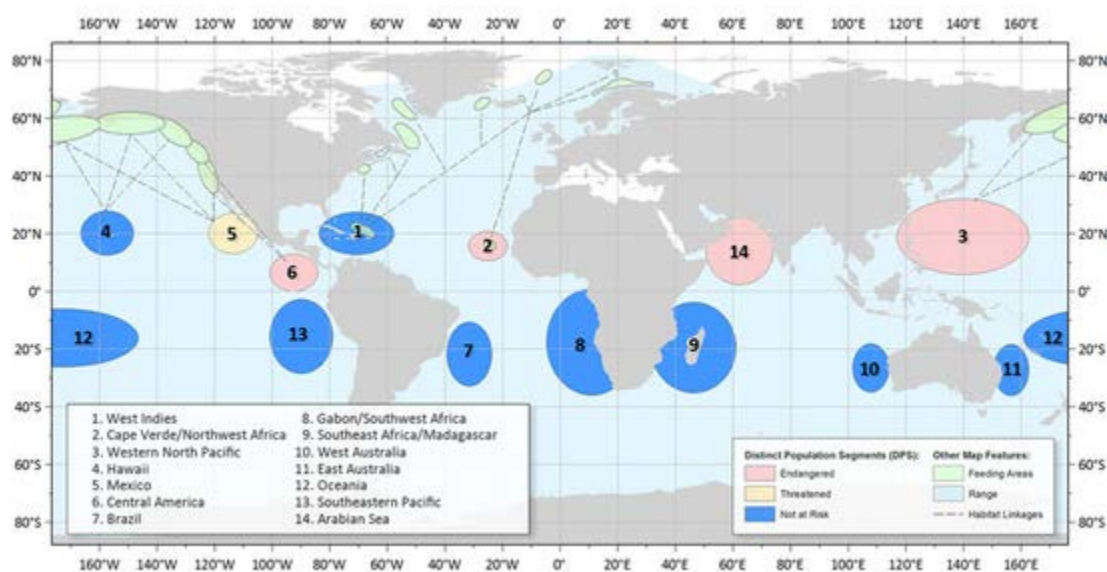 160°W 140°W 120°W 100°W 80°W 60°W 40°W 20°W 0° 20°E 40°E 60°E 80°E 100°E 120°E 140°E 160°E
80°N 80°N
60°N 60°N
40°N 40°N
4 5 1 2 3
20°N 20°N
14
6
0° 0°
12 13 7 8 9 12
20°S 20°S
10 11
40°S 40°S
1. West Indies
2. Cape Verde/Northwest Africa
3. Western North Pacific
4. Hawaii
5. Mexico
6. Central America
7. Brazil
8. Gabon/Southwest Africa
9. Southeast Africa/Madagascar
10. West Australia
11. East Australia
12. Oceania
13. Southeastern Pacific
14. Arabian Sea
Distinct Population Segments (DPS):
Endangered
Threatened
Not at Risk
Other Map Features:
Feeding Areas
Range
Habitat Linkages
60°S 60°S
80°S 80°S
160°W 140°W 120°W 100°W 80°W 60°W 40°W 20°W 0° 20°E 40°E 60°E 80°E 100°E 120°E 140°E 160°E